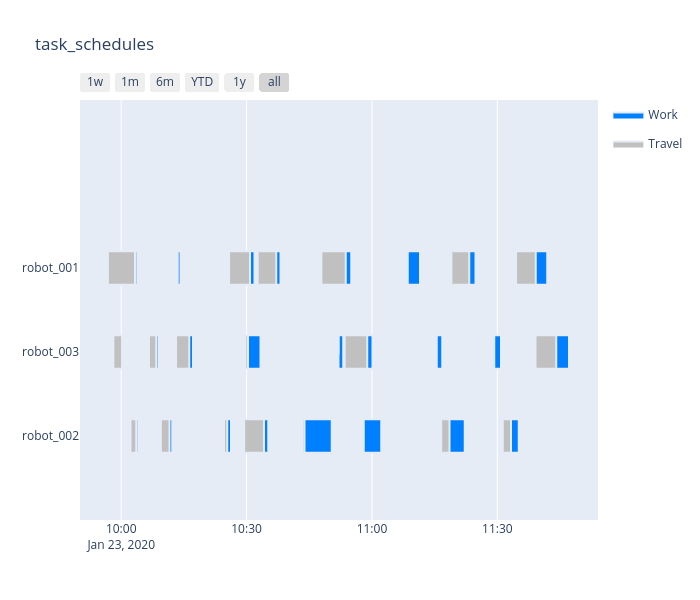 task_schedules
1w 1m 6m YTD 1y all
Work
Travel
robot_001
robot_003
robot_002
10:00 10:30 11:00 11:30
Jan 23, 2020